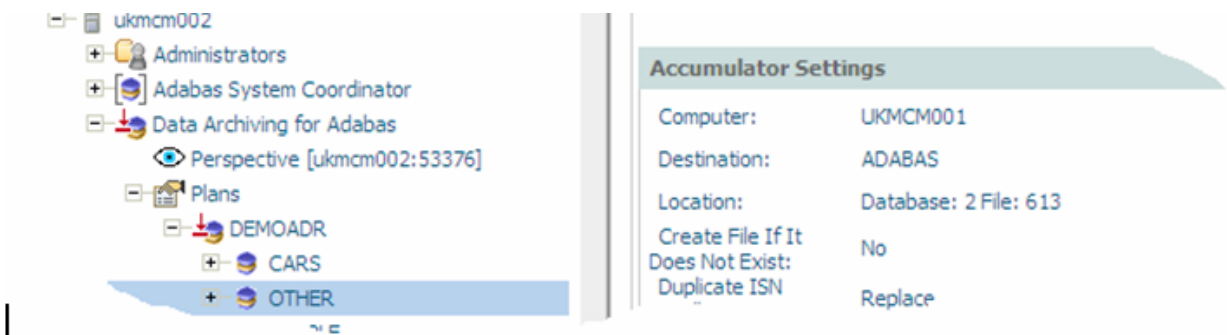 ukmcm002
Administrators
Adabas System Coordinator
Data Archiving for Adabas
Perspective [ukmcm002:53376]
Plans
DEMOADR
CARS
OTHER
Accumulator Settings
Computer: UKMCM001
Destination: ADABAS
Location: Database: 2 File: 613
Create File If It
Does Not Exist: No
Duplicate ISN
Replace